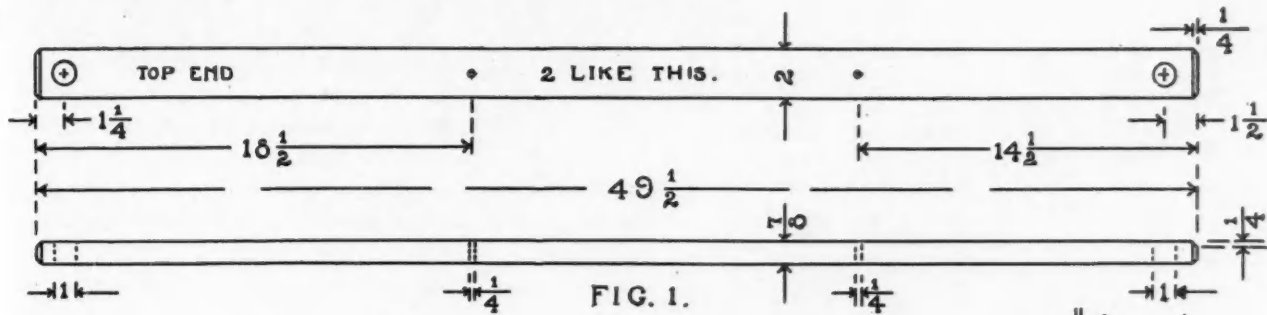 1/4
TOP END 2 LIKE THIS. 2
1 1/4 1 1/2
18 1/2 14 1/2
49 1/2
7/8 1/4
1 1/4 FIG. 1. 1/4 1